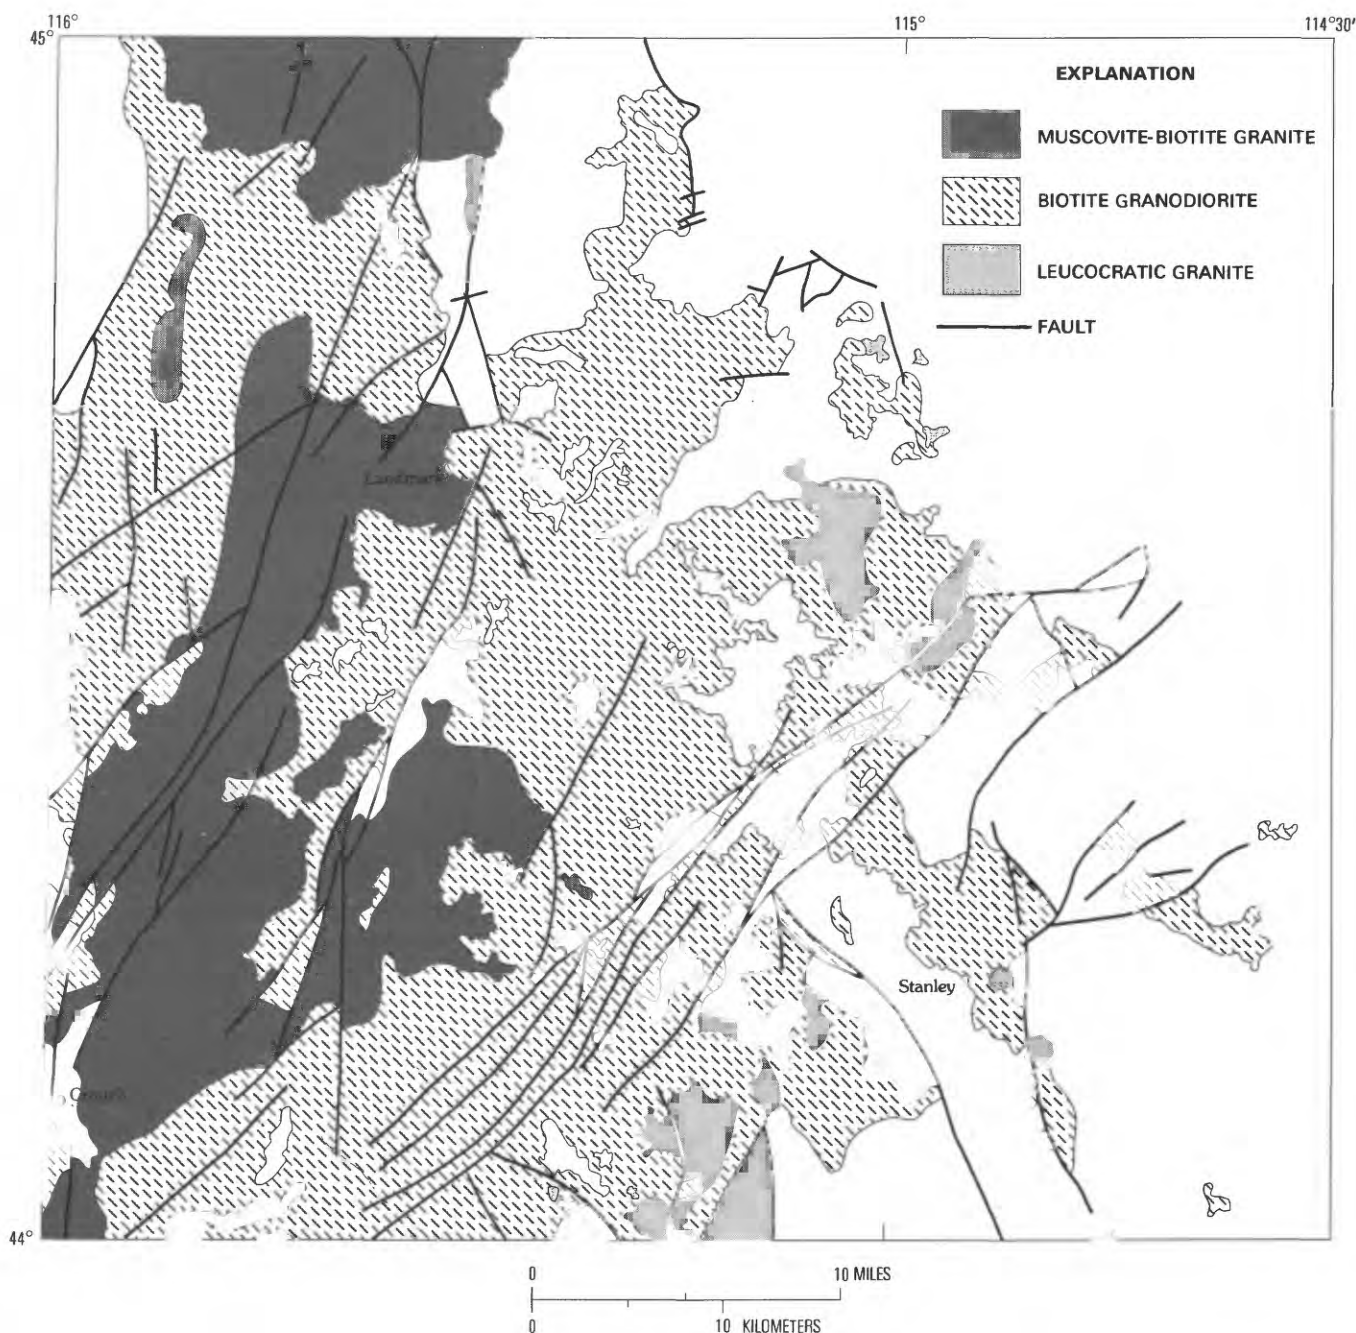 116°
115°
114°30'
45°
EXPLANATION
MUSCOVITE-BIOTITE GRANITE
BIOTITE GRANODIORITE
LEUCOCRATIC GRANITE
FAULT
Landmark
Stanley
44°
0
10 MILES
0
10 KILOMETERS